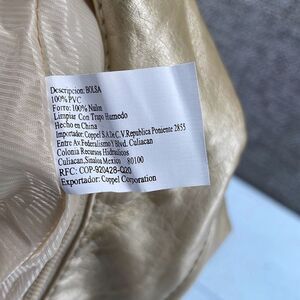 Descripcion: BOLSA
100% PVC
Forro: 100% Nulm
Limpiar Con Trapo Humedo
Hecho en China
Importador: Coppel S.A De C.V. Republica Poniente 2855
Entre Av. Federalismo Y Blvd. Culiacan
Colonia Recursos Hidraulicos
Culiacan, Sinaloa Mexico 80100
RFC: COP-920428-Q20
Exportador: Coppel Corporation